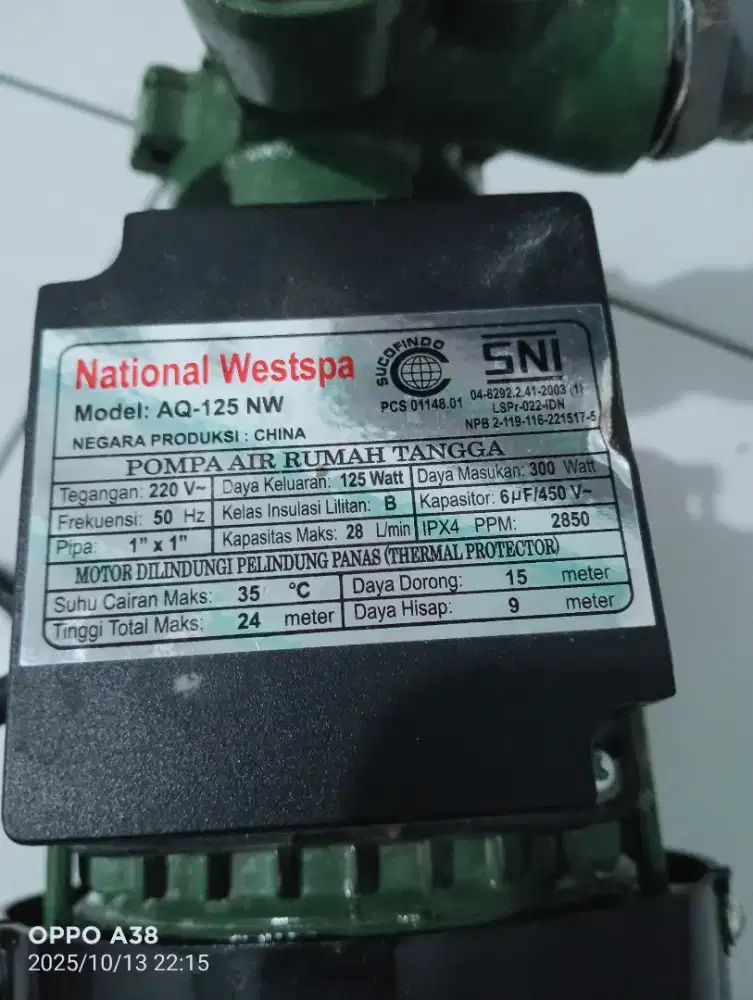 National Westspa
Model: AQ-125 NW
NEGARA PRODUKSI : CHINA
SUCOFINDO
PCS 01148.01
SNI
04-6292.2.41-2003 (1)
LSPr-022-IDN
NPB 2-119-116-221517-5
POMPA AIR RUMAH TANGGA
Tegangan: 220 V~ Daya Keluaran: 125 Watt Daya Masukan: 300 Watt
Frekuensi: 50 Hz Kelas Insulasi Lilitan: B Kapasitor: 6µF/450 V~
Pipa: 1" x 1" Kapasitas Maks: 28 L/min IPX4 PPM: 2850
MOTOR DILINDUNGI PELINDUNG PANAS (THERMAL PROTECTOR)
Suhu Cairan Maks: 35 °C Daya Dorong: 15 meter
Tinggi Total Maks: 24 meter Daya Hisap: 9 meter
OPPO A38
2025/10/13 22:15